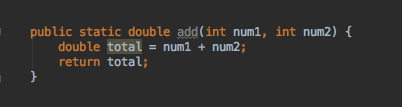 public static double add(int num1, int num2) {
    double total = num1 + num2;
    return total;
}